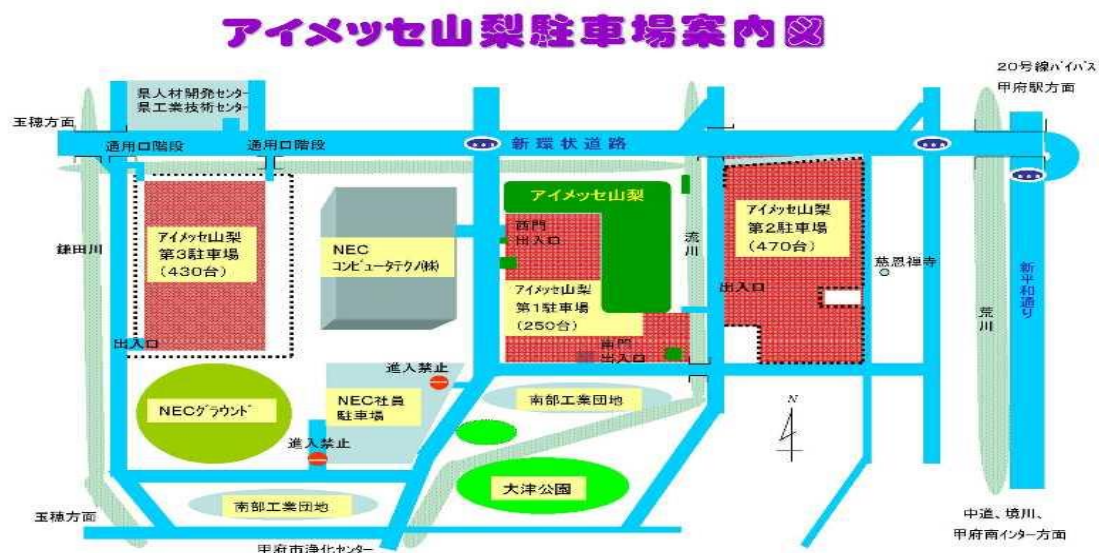 アイメッセ山梨駐車場案内図
20号線バイパス
甲府駅方面
県人材開発センター
県工業技術センター
玉穂方面
通用口階段
通用口階段
新環状道路
アイメッセ山梨
アイメッセ山梨
第3駐車場
(430台)
NEC
コンピュータテクノ(株)
西門
出入口
アイメッセ山梨
第2駐車場
(470台)
鎌田川
流川
慈恩禅寺
新平和通り
荒川
アイメッセ山梨
第1駐車場
(250台)
出入口
出入口
南門
出入口
進入禁止
NECグラウンド
NEC社員
駐車場
南部工業団地
N
進入禁止
大津公園
南部工業団地
玉穂方面
甲府市浄化センター
中道、境川、
甲府南インター方面